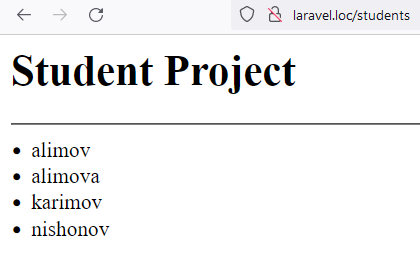 laravel.loc/students
Student Project
alimov
alimova
karimov
nishonov